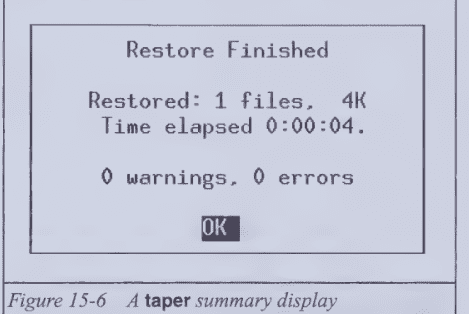 Restore Finished
Restored: 1 files, 4K
Time elapsed 0:00:04.
0 warnings, 0 errors
OK
Figure 15-6 A taper summary display